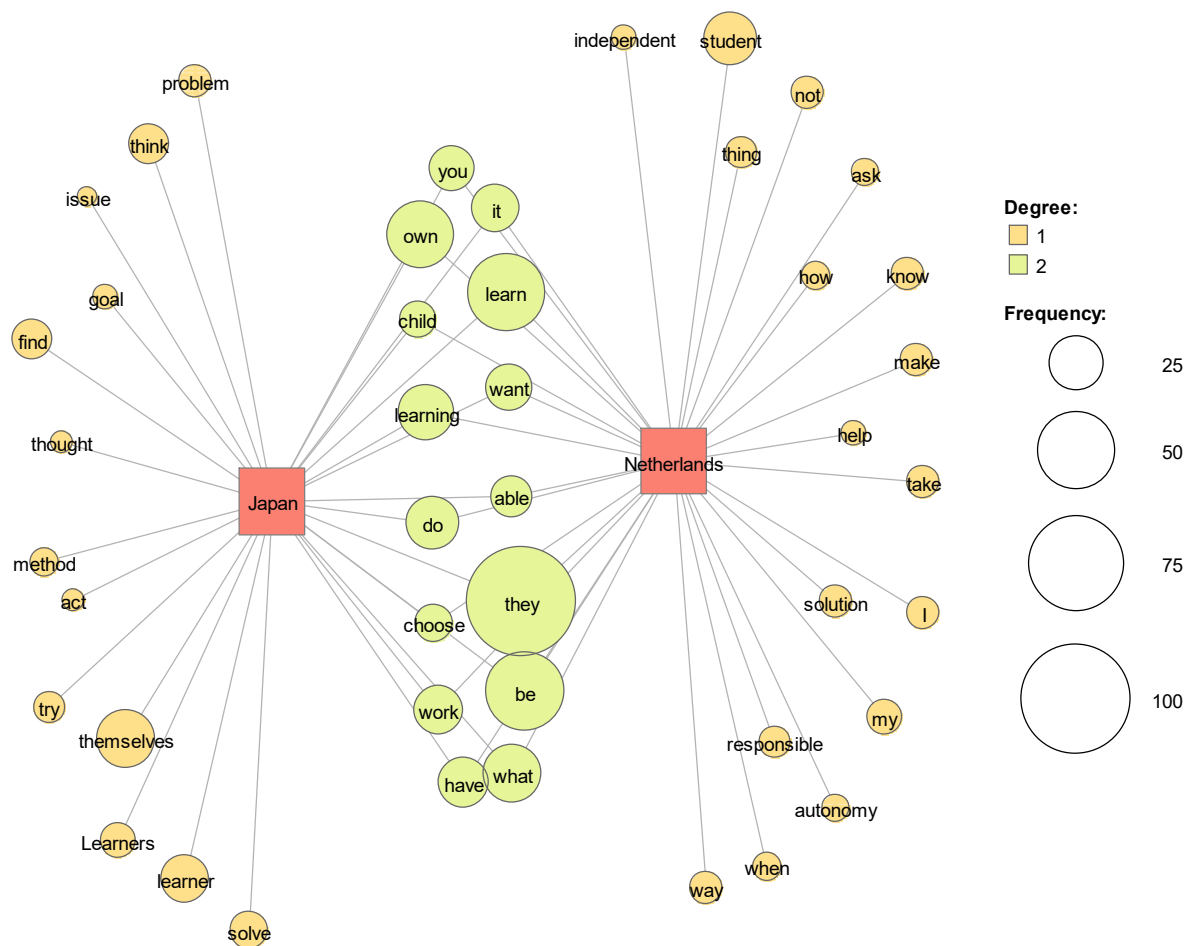 independent
student
problem
not
think
thing
you
ask
issue
it
Degree:
own
1
2
how
know
goal
learn
Frequency:
child
find
make
25
want
learning
help
thought
50
Netherlands
take
able
Japan
do
method
75
act
they
solution
I
choose
try
be
work
my
themselves
responsible
100
what
have
autonomy
Learners
when
learner
way
solve